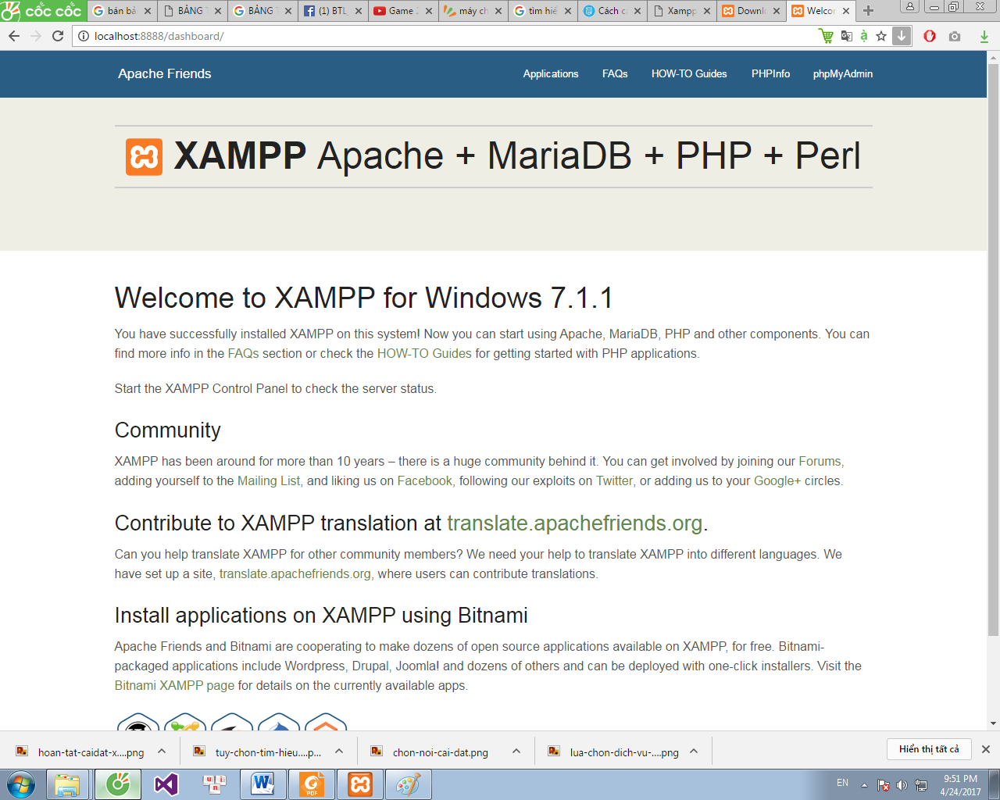 cốc cốc
bán bả
BẢNG T
BẢNG T
(1) BTL
Game 2
máy ch
tìm hiể
Cách c
Xampp
Downl
Welcor
localhost:8888/dashboard/
Apache Friends
Applications
FAQs
HOW-TO Guides
PHPInfo
phpMyAdmin
XAMPP Apache + MariaDB + PHP + Perl
Welcome to XAMPP for Windows 7.1.1
You have successfully installed XAMPP on this system! Now you can start using Apache, MariaDB, PHP and other components. You can
find more info in the FAQs section or check the HOW-TO Guides for getting started with PHP applications.
Start the XAMPP Control Panel to check the server status.
Community
XAMPP has been around for more than 10 years – there is a huge community behind it. You can get involved by joining our Forums,
adding yourself to the Mailing List, and liking us on Facebook, following our exploits on Twitter, or adding us to your Google+ circles.
Contribute to XAMPP translation at translate.apachefriends.org.
Can you help translate XAMPP for other community members? We need your help to translate XAMPP into different languages. We
have set up a site, translate.apachefriends.org, where users can contribute translations.
Install applications on XAMPP using Bitnami
Apache Friends and Bitnami are cooperating to make dozens of open source applications available on XAMPP, for free. Bitnami-
packaged applications include Wordpress, Drupal, Joomla! and dozens of others and can be deployed with one-click installers. Visit the
Bitnami XAMPP page for details on the currently available apps.
hoan-tat-caidat-x....png
tuy-chon-tim-hieu....p...
chon-noi-cai-dat.png
lua-chon-dich-vu-....png
Hiển thị tất cả
PDF
EN
9:51 PM
4/24/2017